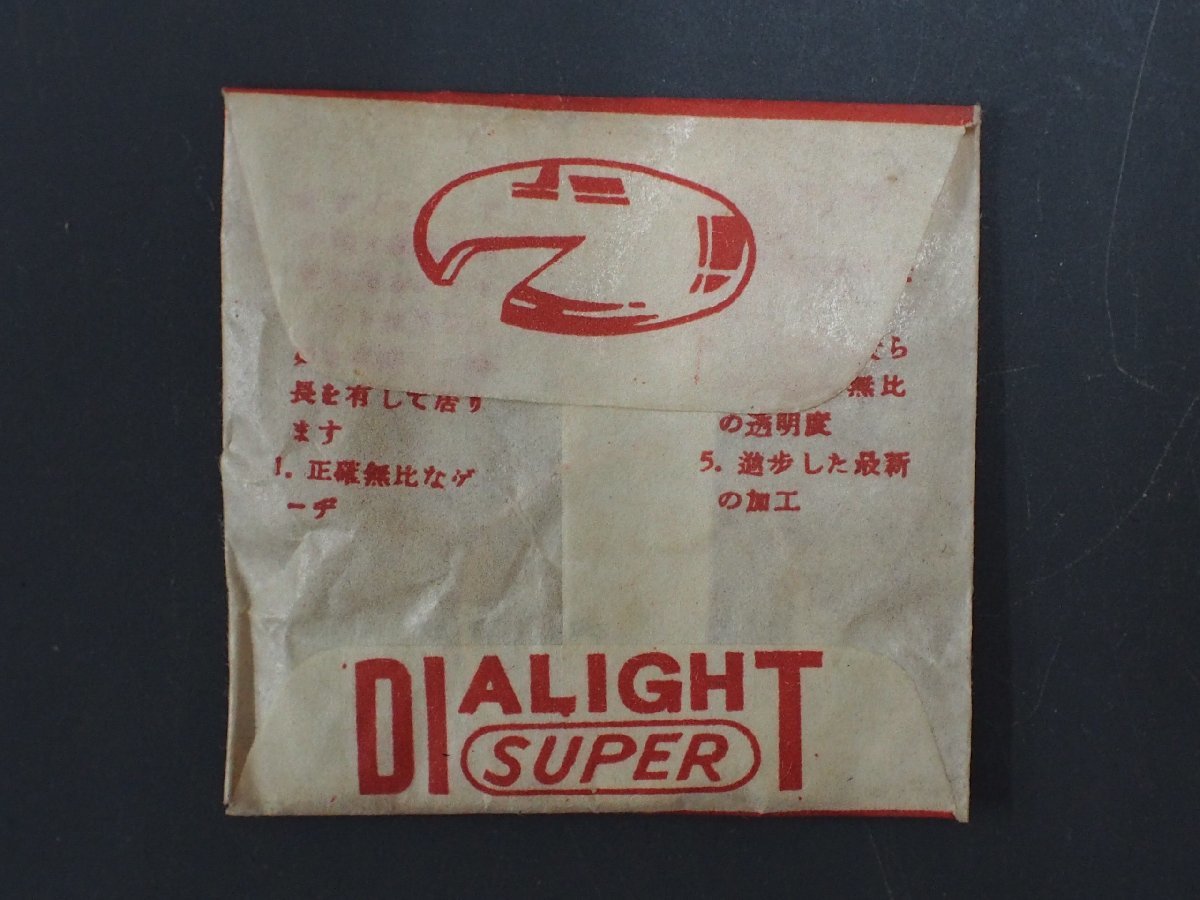 長を有して居り
ます
1. 正確無比なゲ
ーヂ
ら
無比
の透明度
5. 進歩した最新
の加工
DIALIGHT
SUPER